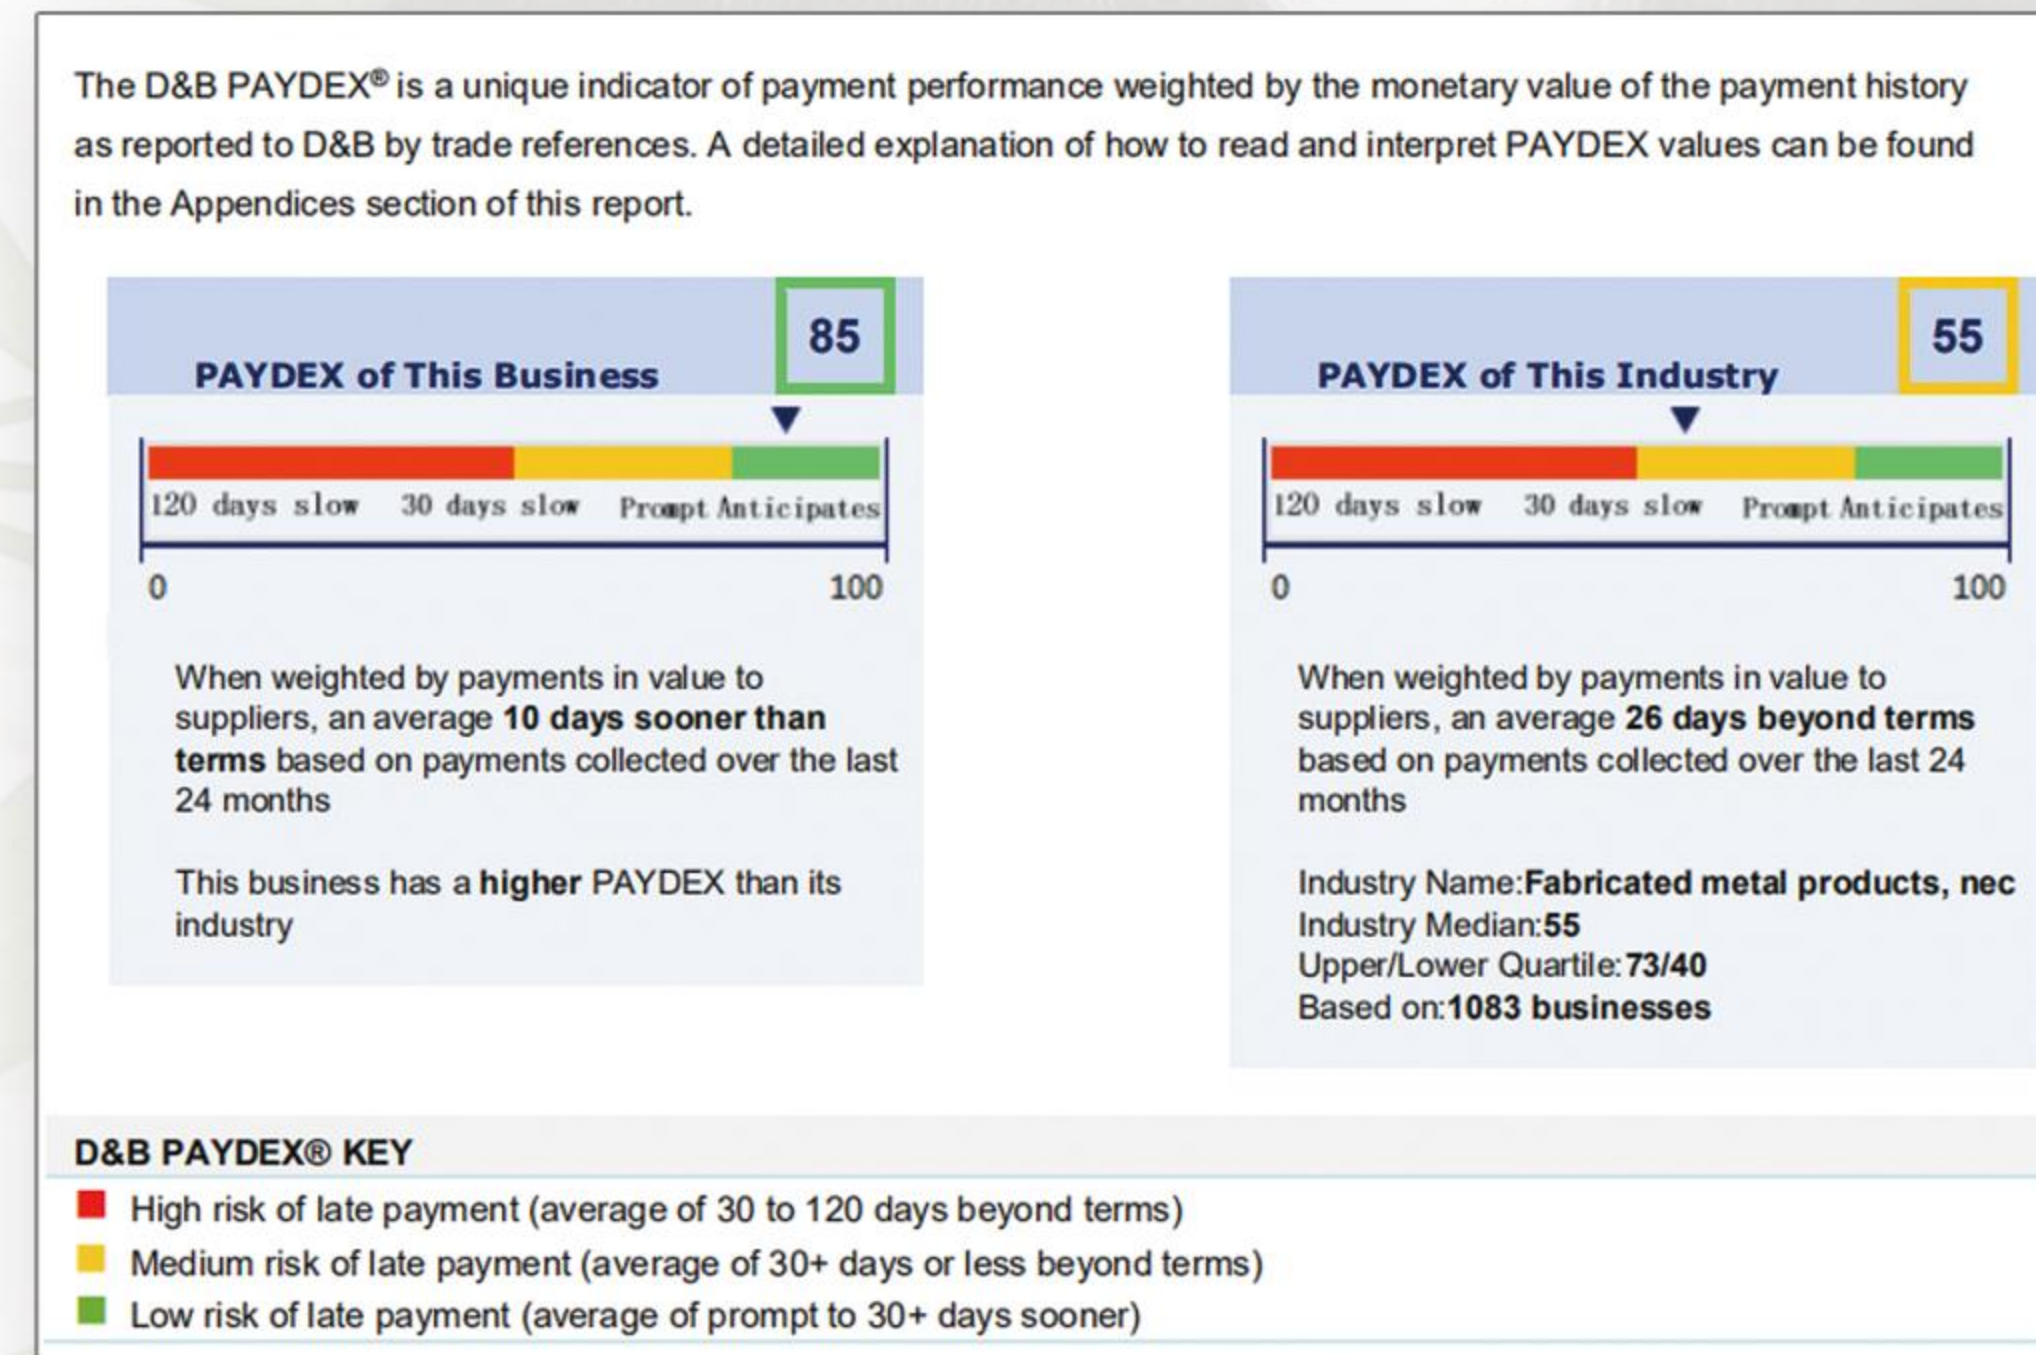 The D&B PAYDEX® is a unique indicator of payment performance weighted by the monetary value of the payment history
as reported to D&B by trade references. A detailed explanation of how to read and interpret PAYDEX values can be found
in the Appendices section of this report.
85
PAYDEX of This Business
120 days slow 30 days slow Prompt Anticipates
0 100
When weighted by payments in value to
suppliers, an average 10 days sooner than
terms based on payments collected over the last
24 months
This business has a higher PAYDEX than its
industry
55
PAYDEX of This Industry
120 days slow 30 days slow Prompt Anticipates
0 100
When weighted by payments in value to
suppliers, an average 26 days beyond terms
based on payments collected over the last 24
months
Industry Name:Fabricated metal products, nec
Industry Median:55
Upper/Lower Quartile:73/40
Based on:1083 businesses
D&B PAYDEX® KEY
High risk of late payment (average of 30 to 120 days beyond terms)
Medium risk of late payment (average of 30+ days or less beyond terms)
Low risk of late payment (average of prompt to 30+ days sooner)